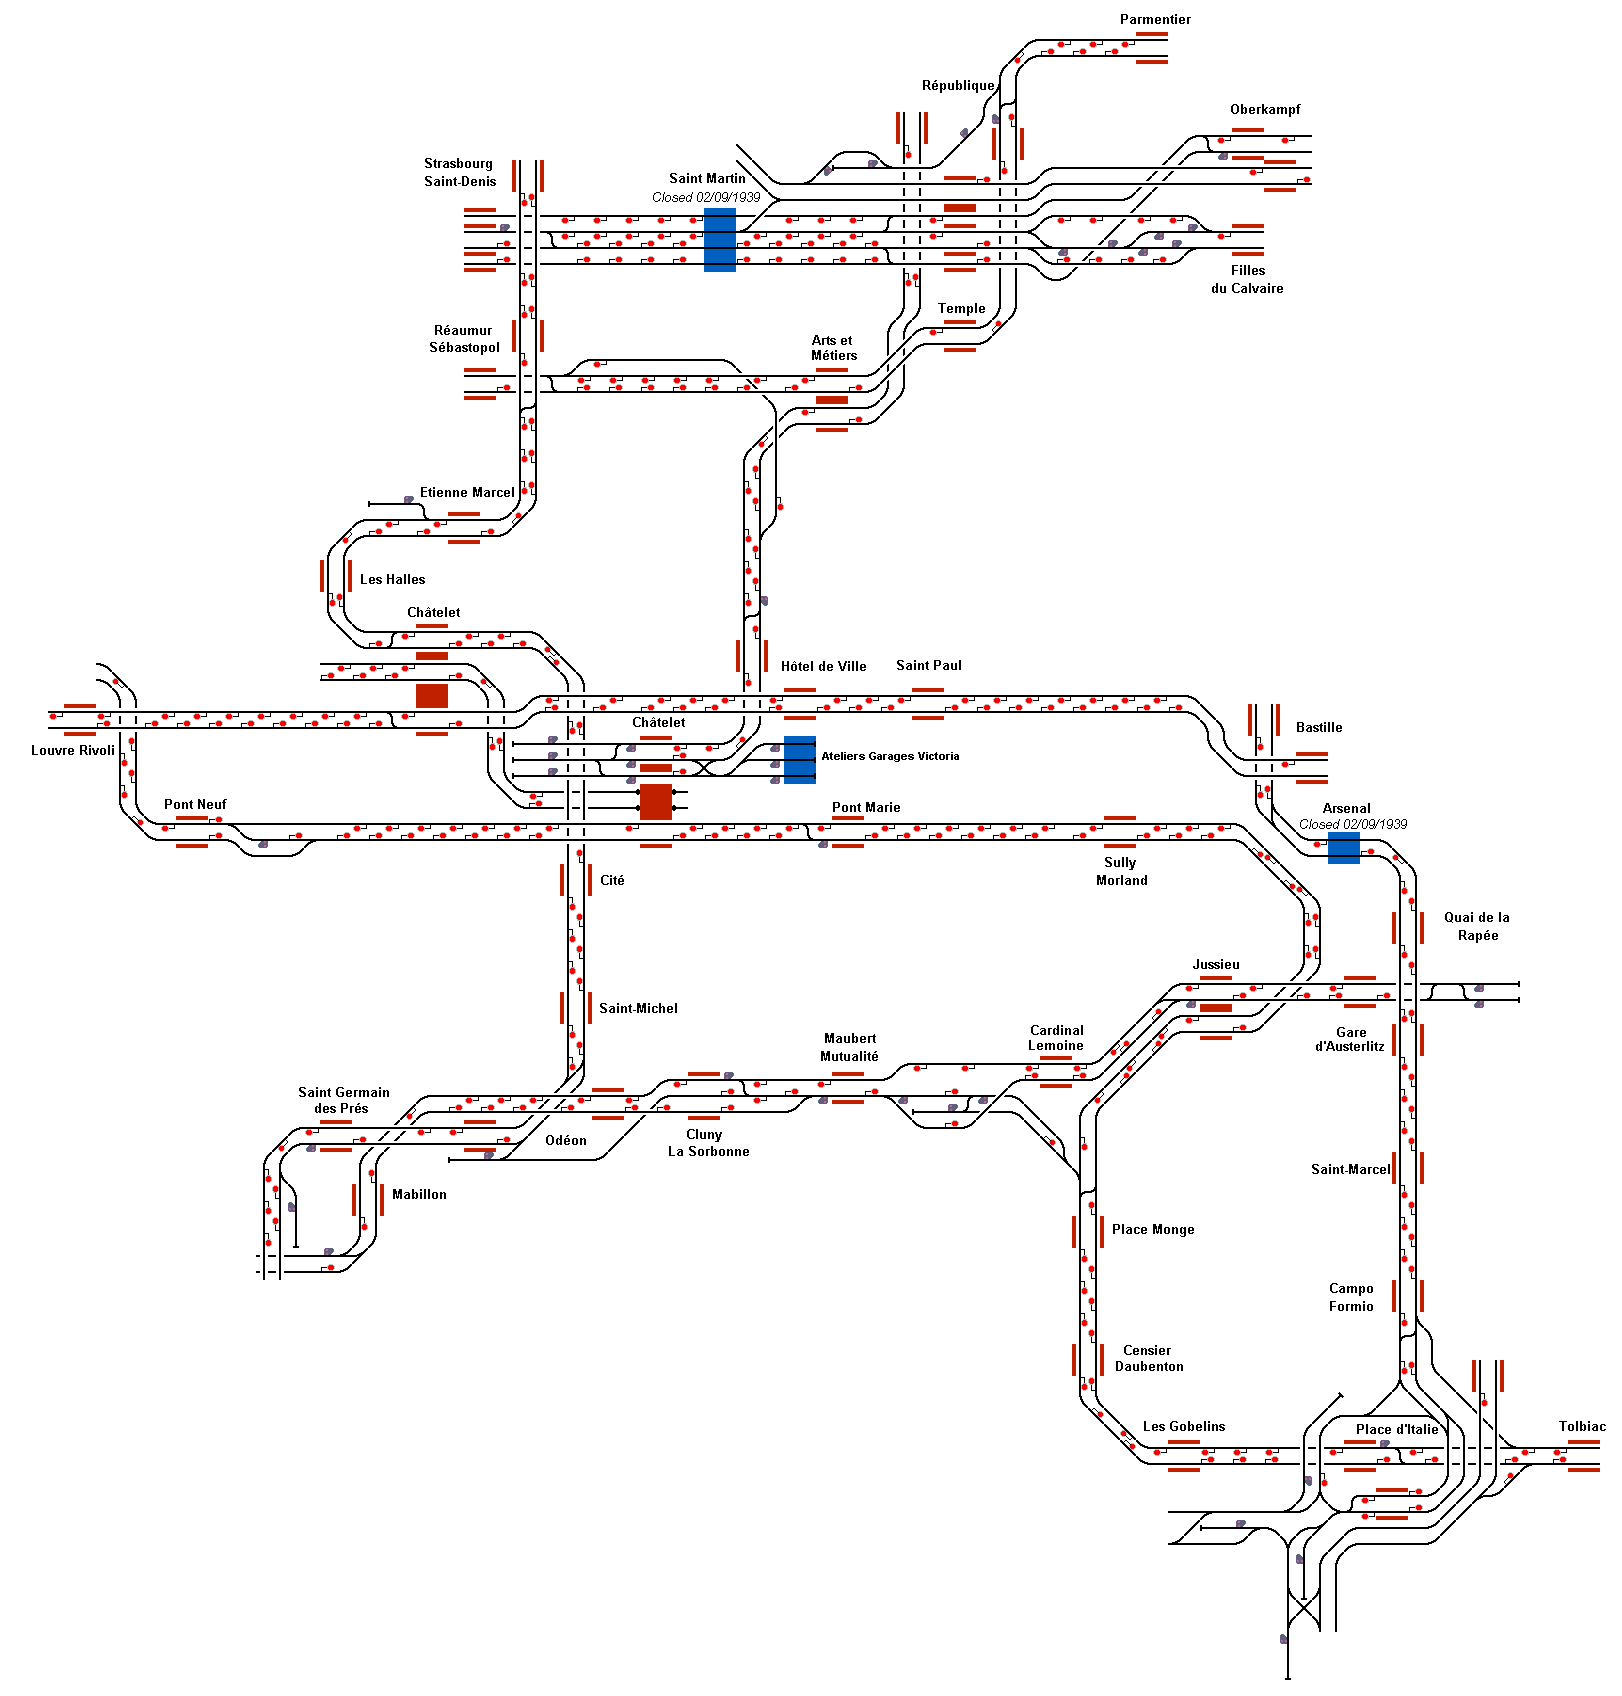 Parmentier
République
Oberkampf
Strasbourg
Saint-Denis
Saint Martin
Closed 02/09/1939
Filles
du Calvaire
Temple
Réaumur
Sébastopol
Arts et
Métiers
Etienne Marcel
Les Halles
Châtelet
Hôtel de Ville
Saint Paul
Louvre Rivoli
Châtelet
Bastille
Ateliers Garages Victoria
Pont Neuf
Pont Marie
Arsenal
Closed 02/09/1939
Sully
Morland
Cité
Quai de la
Rapée
Jussieu
Saint-Michel
Maubert
Mutualité
Cardinal
Lemoine
Gare
d'Austerlitz
Saint Germain
des Prés
Odéon
Cluny
La Sorbonne
Saint-Marcel
Mabillon
Place Monge
Campo
Formio
Censier
Daubenton
Les Gobelins
Place d'Italie
Tolbiac